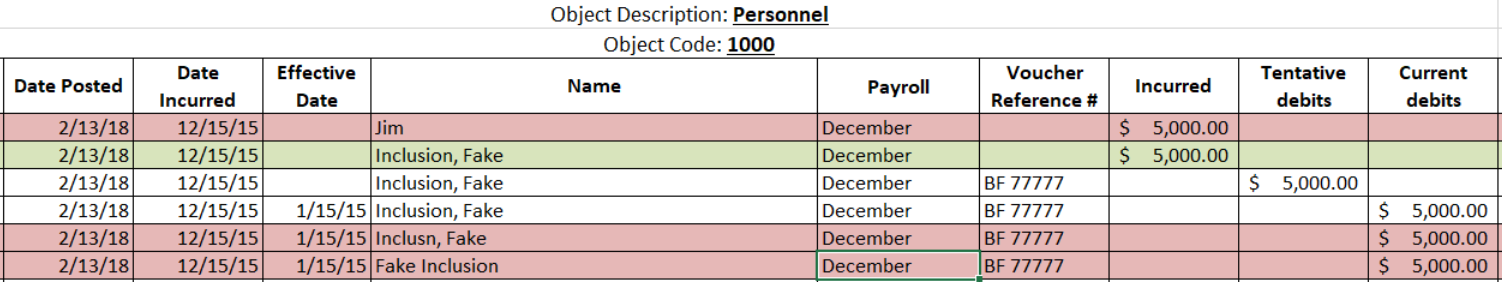 Object Description: Personnel
Object Code: 1000
Date Posted Date Incurred Effective Date Name Payroll Voucher Reference # Incurred Tentative debits Current debits
2/13/18 12/15/15 Jim December $ 5,000.00
2/13/18 12/15/15 Inclusion, Fake December $ 5,000.00
2/13/18 12/15/15 Inclusion, Fake December BF 77777 $ 5,000.00
2/13/18 12/15/15 1/15/15 Inclusion, Fake December BF 77777 $ 5,000.00
2/13/18 12/15/15 1/15/15 Inclusn, Fake December BF 77777 $ 5,000.00
2/13/18 12/15/15 1/15/15 Fake Inclusion December BF 77777 $ 5,000.00